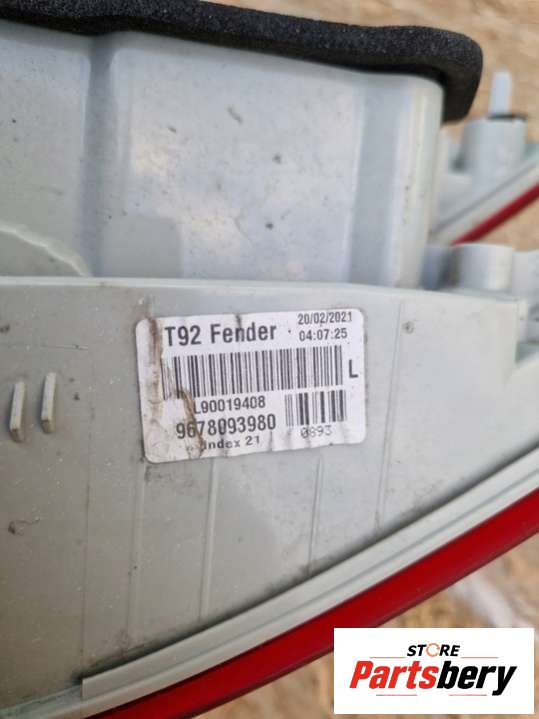 T92 Fender
20/02/2021
04:07:25
L
L90019408
9678093980
index 21
0893
STORE
Partsbery